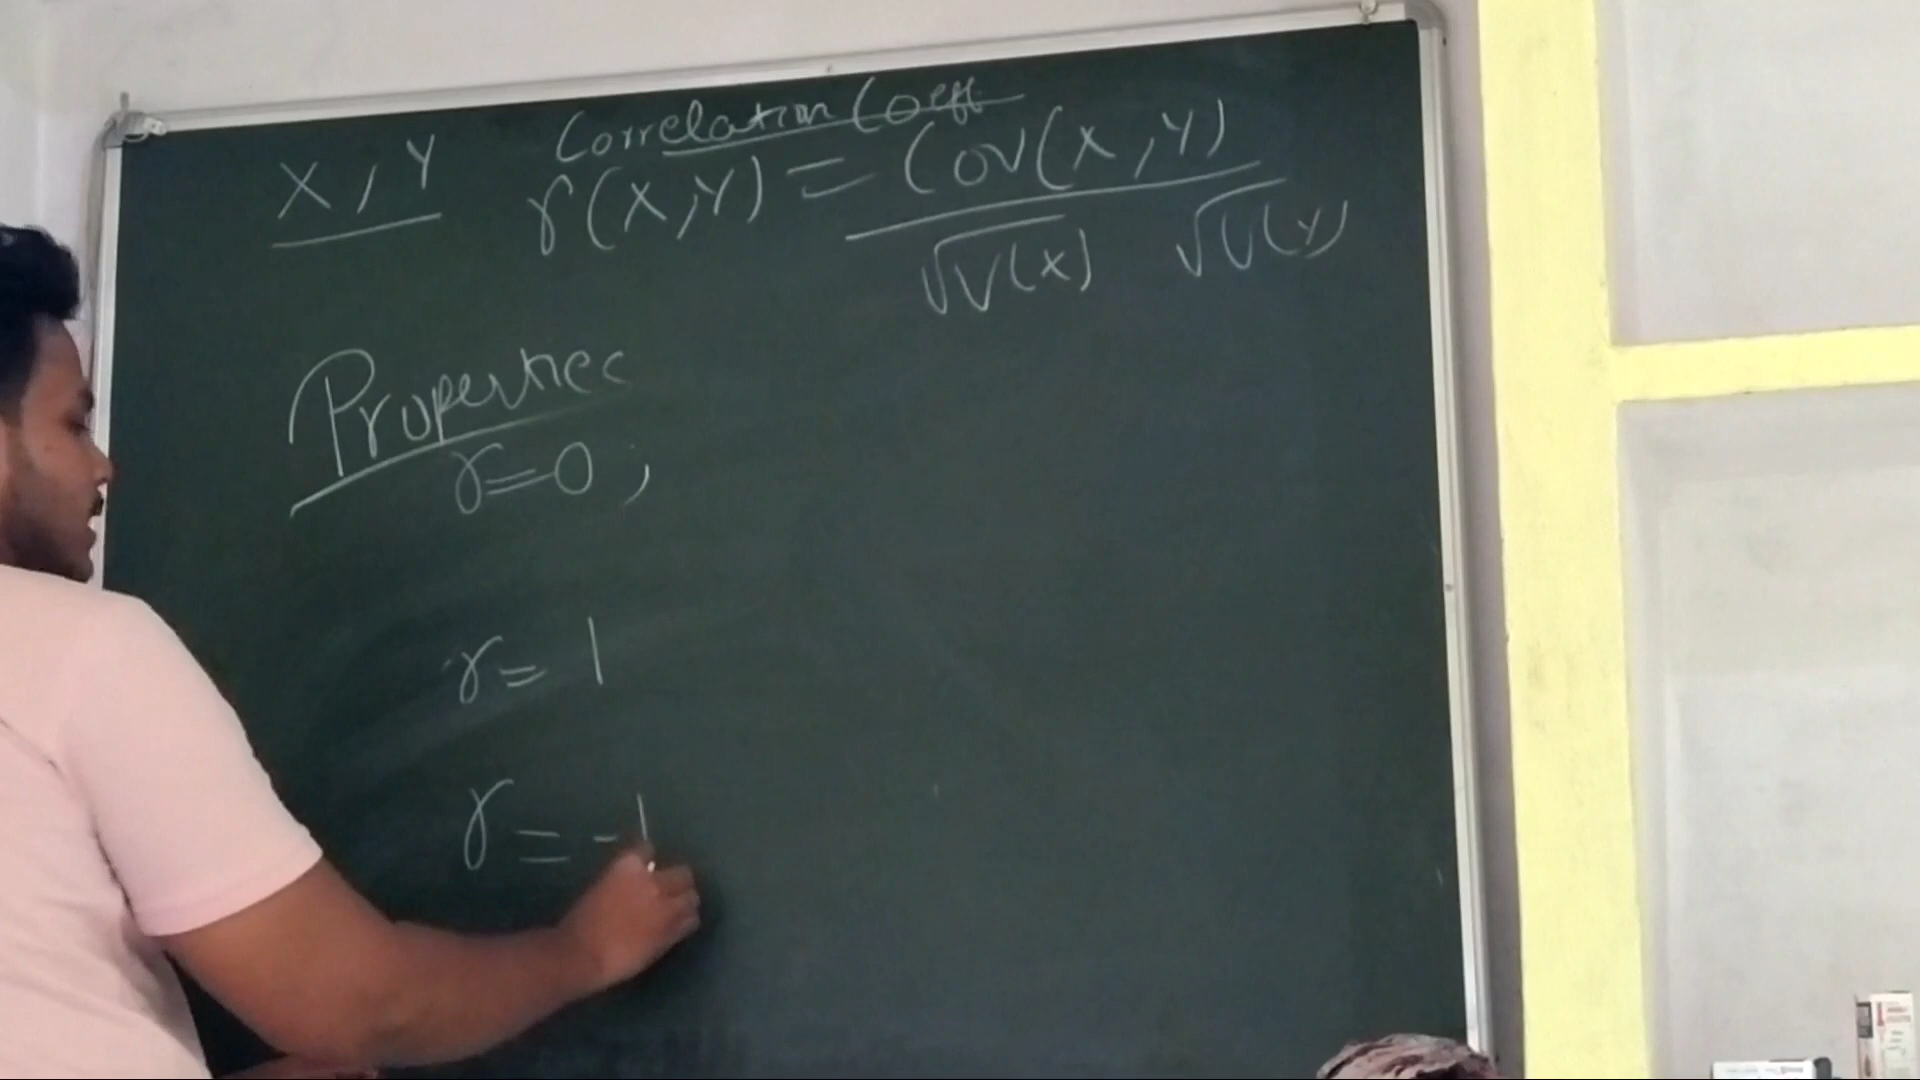 Correlation Coeff
X, Y r(X,Y) = Cov(X,Y) / √V(X) √V(Y)
Properties
r=0;
r=1
r=-1